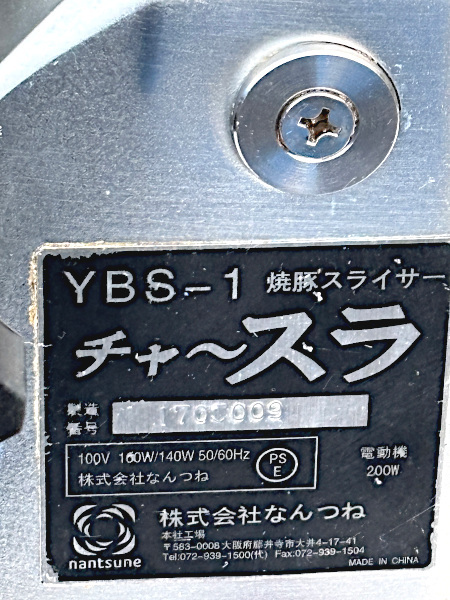 YBS-1 焼豚スライサー
チャ〜スラ
製造
番号
100V 160W/140W 50/60Hz
株式会社なんつね
PS
E
電動機
200W
株式会社なんつね
本社工場
〒583-0008 大阪府藤井寺市大井4-17-41
Tel:072-939-1500(代) Fax:072-939-1504
nantsune
MADE IN CHINA